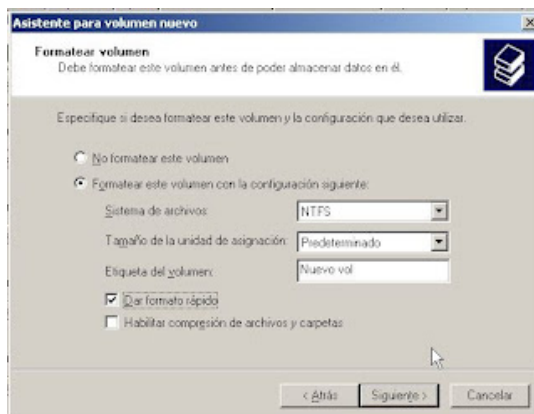 Asistente para volumen nuevo
Formatear volumen
Debe formatear este volumen antes de poder almacenar datos en él.
Especifique si desea formatear este volumen y la configuración que desea utilizar.
No formatear este volumen
Formatear este volumen con la configuración siguiente:
Sistema de archivos: NTFS
Tamaño de la unidad de asignación: Predeterminado
Etiqueta del volumen: Nuevo vol
Dar formato rápido
Habilitar compresión de archivos y carpetas
< Atrás Siguiente > Cancelar